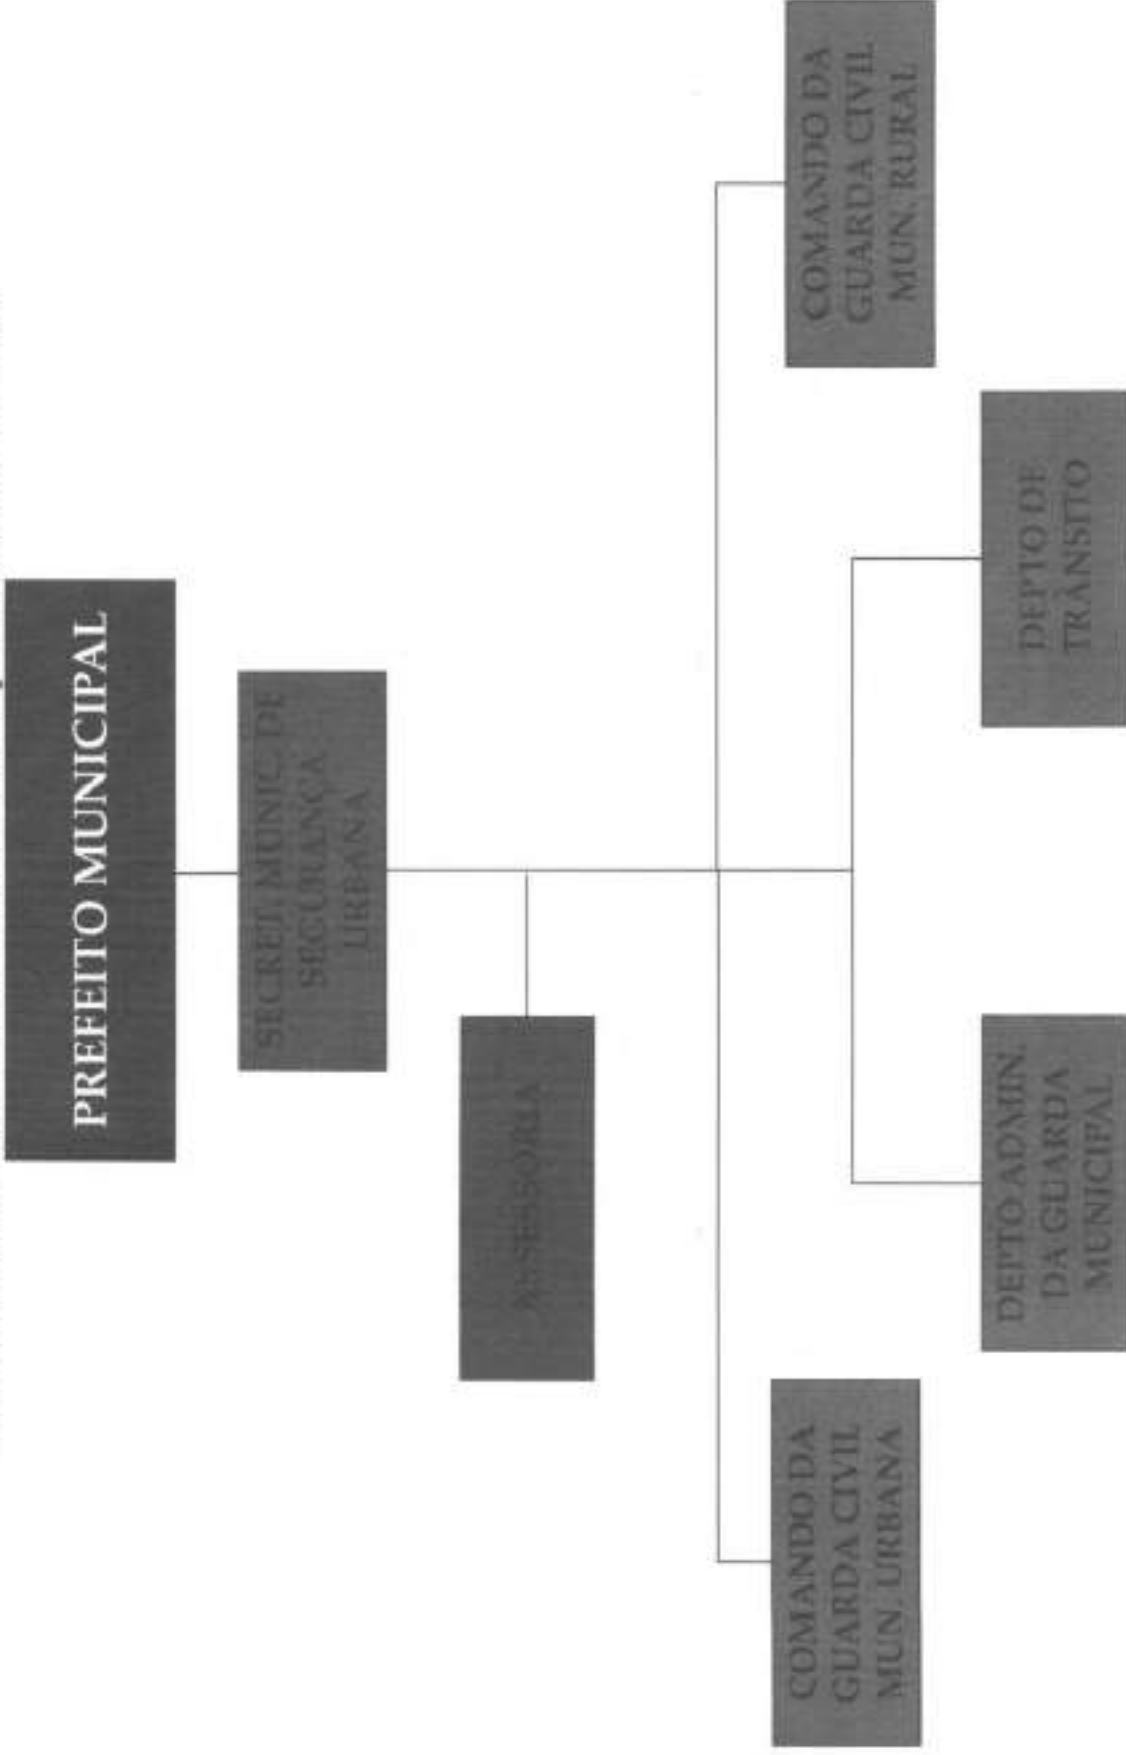 PREFEITO MUNICIPAL
SECRET. MUNIC. DE
SEGURANÇA
URBANA
ASSESSORIA
COMANDO DA
GUARDA CIVIL
MUN. URBANA
COMANDO DA
GUARDA CIVIL
MUN. RURAL
DEPTO ADMIN.
DA GUARDA
MUNICIPAL
DEPTO DE
TRÂNSITO